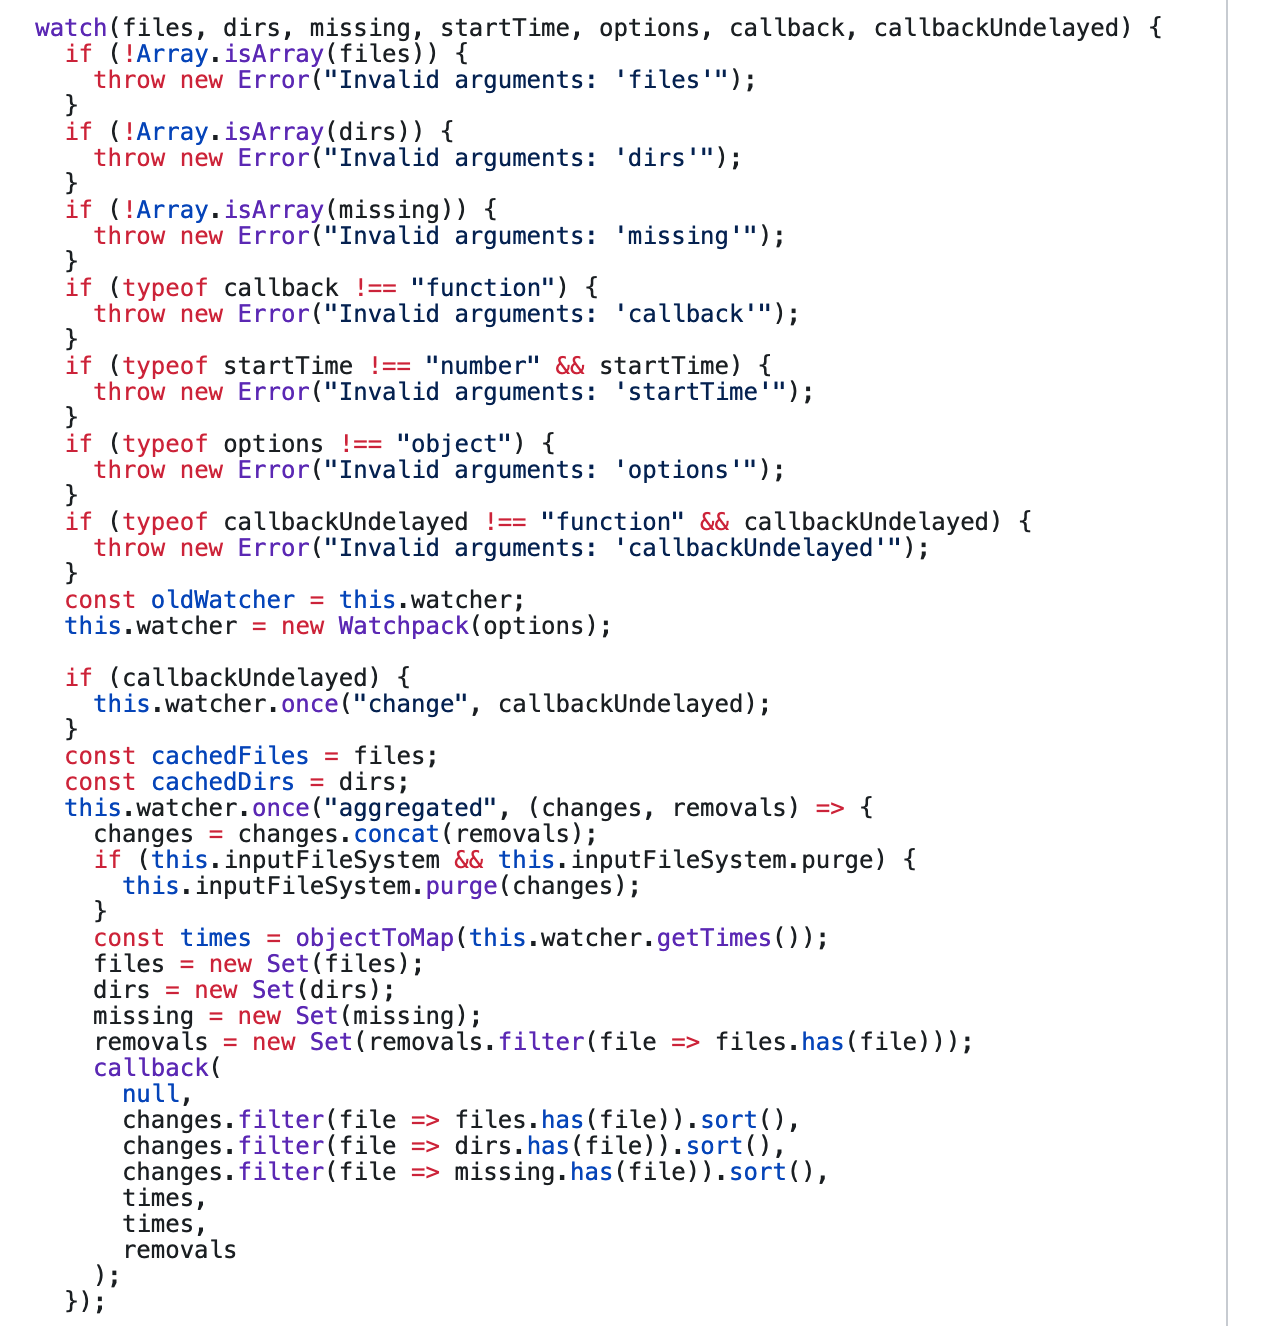 watch(files, dirs, missing, startTime, options, callback, callbackUndelayed) {
  if (!Array.isArray(files)) {
    throw new Error("Invalid arguments: 'files'");
  }
  if (!Array.isArray(dirs)) {
    throw new Error("Invalid arguments: 'dirs'");
  }
  if (!Array.isArray(missing)) {
    throw new Error("Invalid arguments: 'missing'");
  }
  if (typeof callback !== "function") {
    throw new Error("Invalid arguments: 'callback'");
  }
  if (typeof startTime !== "number" && startTime) {
    throw new Error("Invalid arguments: 'startTime'");
  }
  if (typeof options !== "object") {
    throw new Error("Invalid arguments: 'options'");
  }
  if (typeof callbackUndelayed !== "function" && callbackUndelayed) {
    throw new Error("Invalid arguments: 'callbackUndelayed'");
  }
  const oldWatcher = this.watcher;
  this.watcher = new Watchpack(options);

  if (callbackUndelayed) {
    this.watcher.once("change", callbackUndelayed);
  }
  const cachedFiles = files;
  const cachedDirs = dirs;
  this.watcher.once("aggregated", (changes, removals) => {
    changes = changes.concat(removals);
    if (this.inputFileSystem && this.inputFileSystem.purge) {
      this.inputFileSystem.purge(changes);
    }
    const times = objectToMap(this.watcher.getTimes());
    files = new Set(files);
    dirs = new Set(dirs);
    missing = new Set(missing);
    removals = new Set(removals.filter(file => files.has(file)));
    callback(
      null,
      changes.filter(file => files.has(file)).sort(),
      changes.filter(file => dirs.has(file)).sort(),
      changes.filter(file => missing.has(file)).sort(),
      times,
      times,
      removals
    );
  });